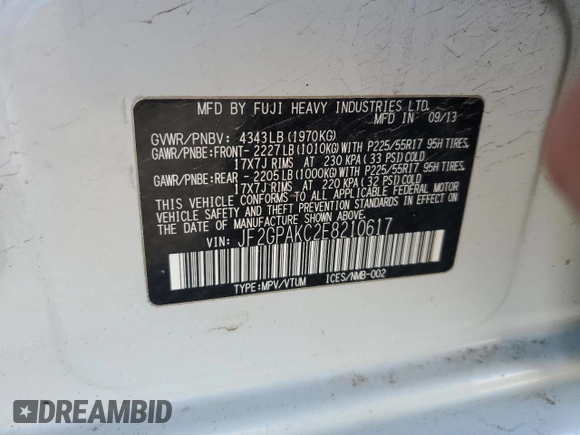 MFD BY FUJI HEAVY INDUSTRIES LTD.
MFD IN 09/13
GVWR/PNBV: 4343LB(1970KG)
GAWR/PNBE:FRONT- 2227LB(1010KG)WITH P225/55R17 95H TIRES,
17X7J RIMS AT 230 KPA(33 PSI)COLD
GAWR/PNBE:REAR - 2205LB(1000KG)WITH P225/55R17 95H TIRES,
17X7J RIMS AT 220 KPA(32 PSI)COLD
THIS VEHICLE CONFORMS TO ALL APPLICABLE FEDERAL MOTOR
VEHICLE SAFETY AND THEFT PREVENTION STANDARDS IN EFFECT ON
THE DATE OF MANUFACTURE SHOWN ABOVE.
VIN: JF2GPAKC2E8210617
TYPE:MPV/VTUM ICES/NMB-002
DREAMBID